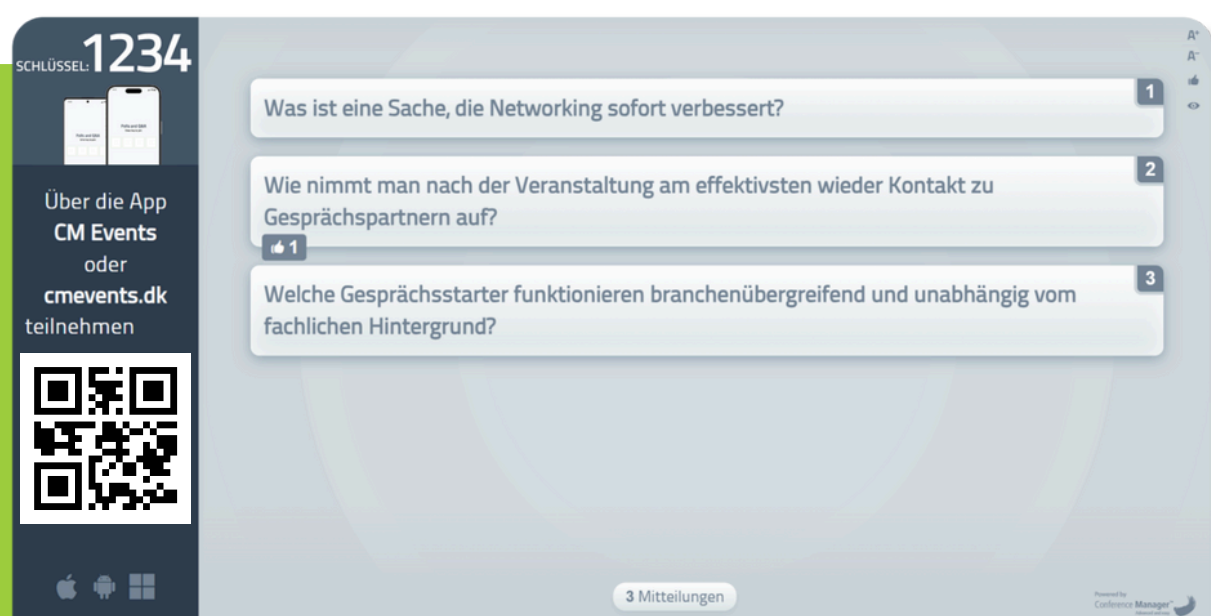 SCHLÜSSEL: 1234
Über die App
CM Events
oder
cmevents.dk
teilnehmen
A+
A-
1
Was ist eine Sache, die Networking sofort verbessert?
2
Wie nimmt man nach der Veranstaltung am effektivsten wieder Kontakt zu
Gesprächspartnern auf?
1
3
Welche Gesprächsstarter funktionieren branchenübergreifend und unabhängig vom
fachlichen Hintergrund?
3 Mitteilungen
Powered by
Conference Manager